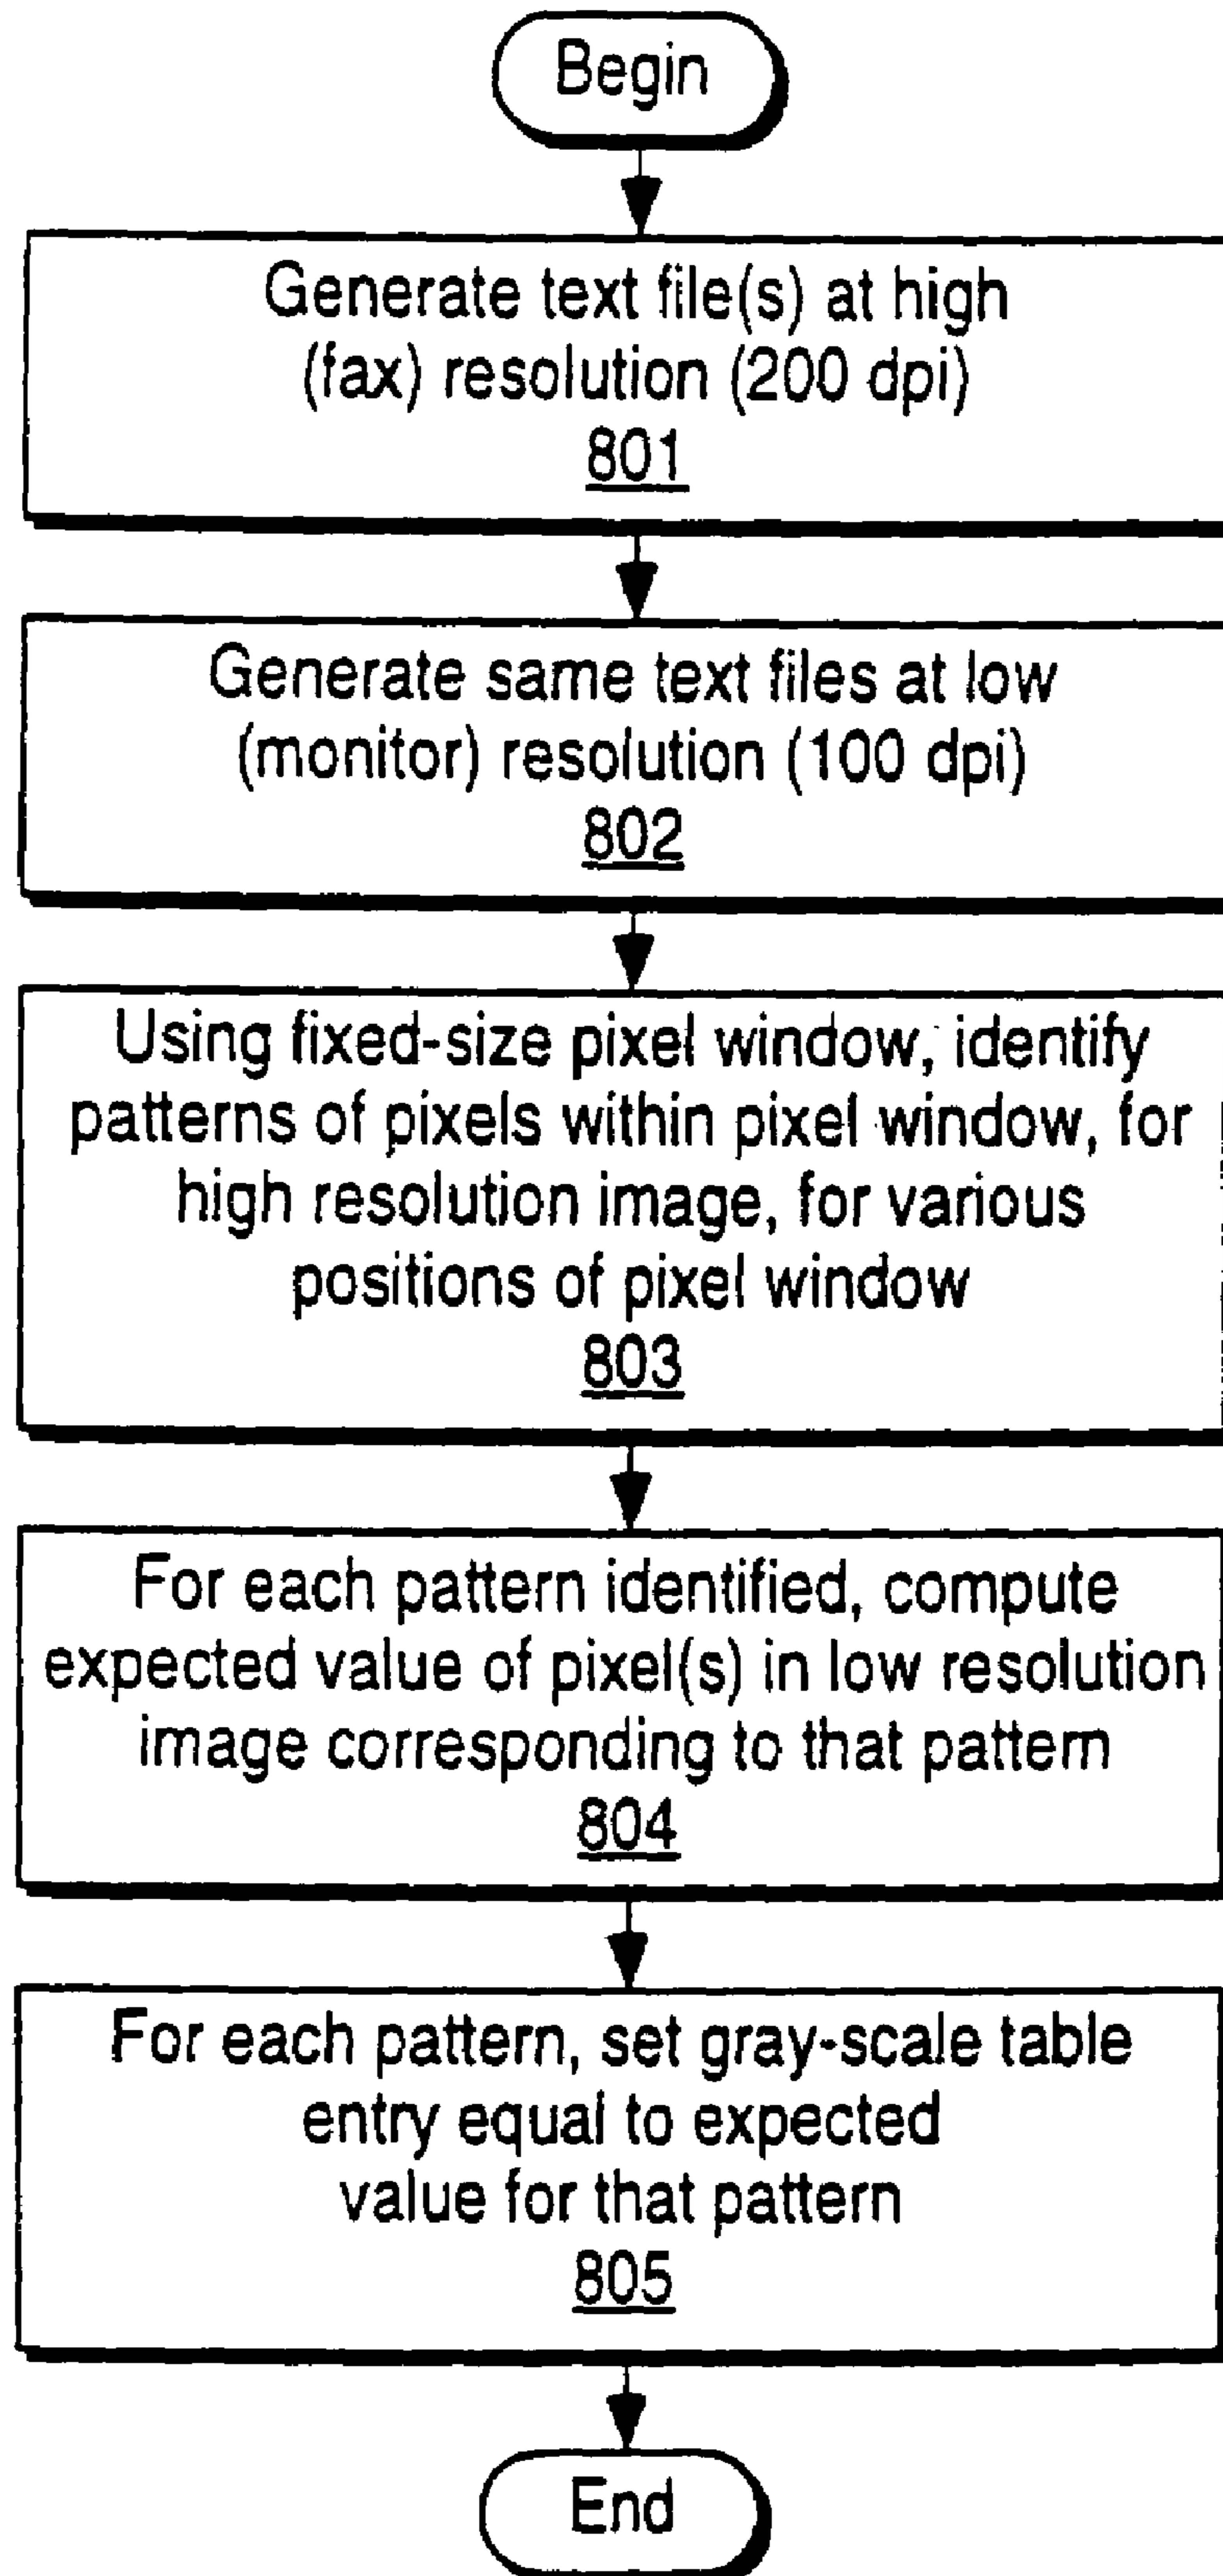 Begin
Generate text file(s) at high
(fax) resolution (200 dpi)
801
Generate same text files at low
(monitor) resolution (100 dpi)
802
Using fixed-size pixel window, identify
patterns of pixels within pixel window, for
high resolution image, for various
positions of pixel window
803
For each pattern identified, compute
expected value of pixel(s) in low resolution
image corresponding to that pattern
804
For each pattern, set gray-scale table
entry equal to expected
value for that pattern
805
End